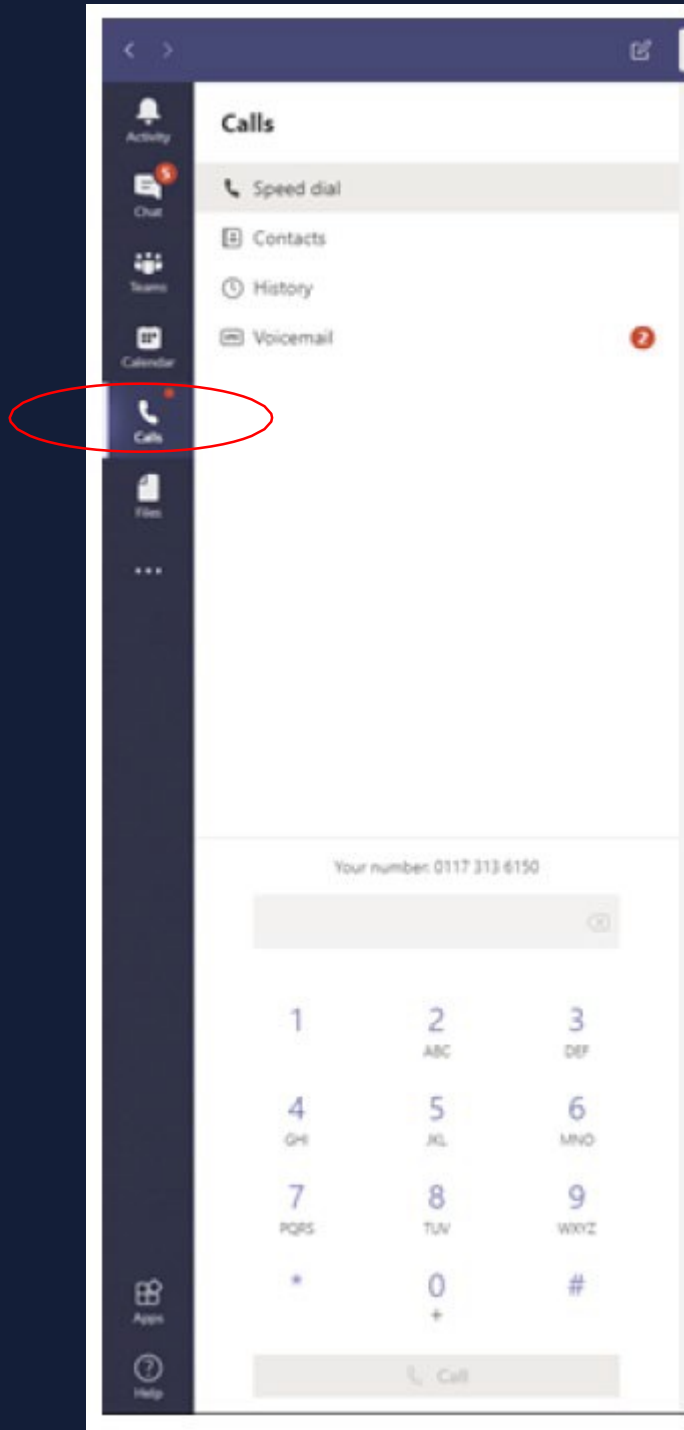 Activity
Chat
5
Teams
Calendar
Calls
Files
Apps
Help
Calls
Speed dial
Contacts
History
Voicemail 2
Your number: 0117 313 6150
1 2 3
ABC DEF
4 5 6
GHI JKL MNO
7 8 9
PQRS TUV WXYZ
* 0 #
+
Call